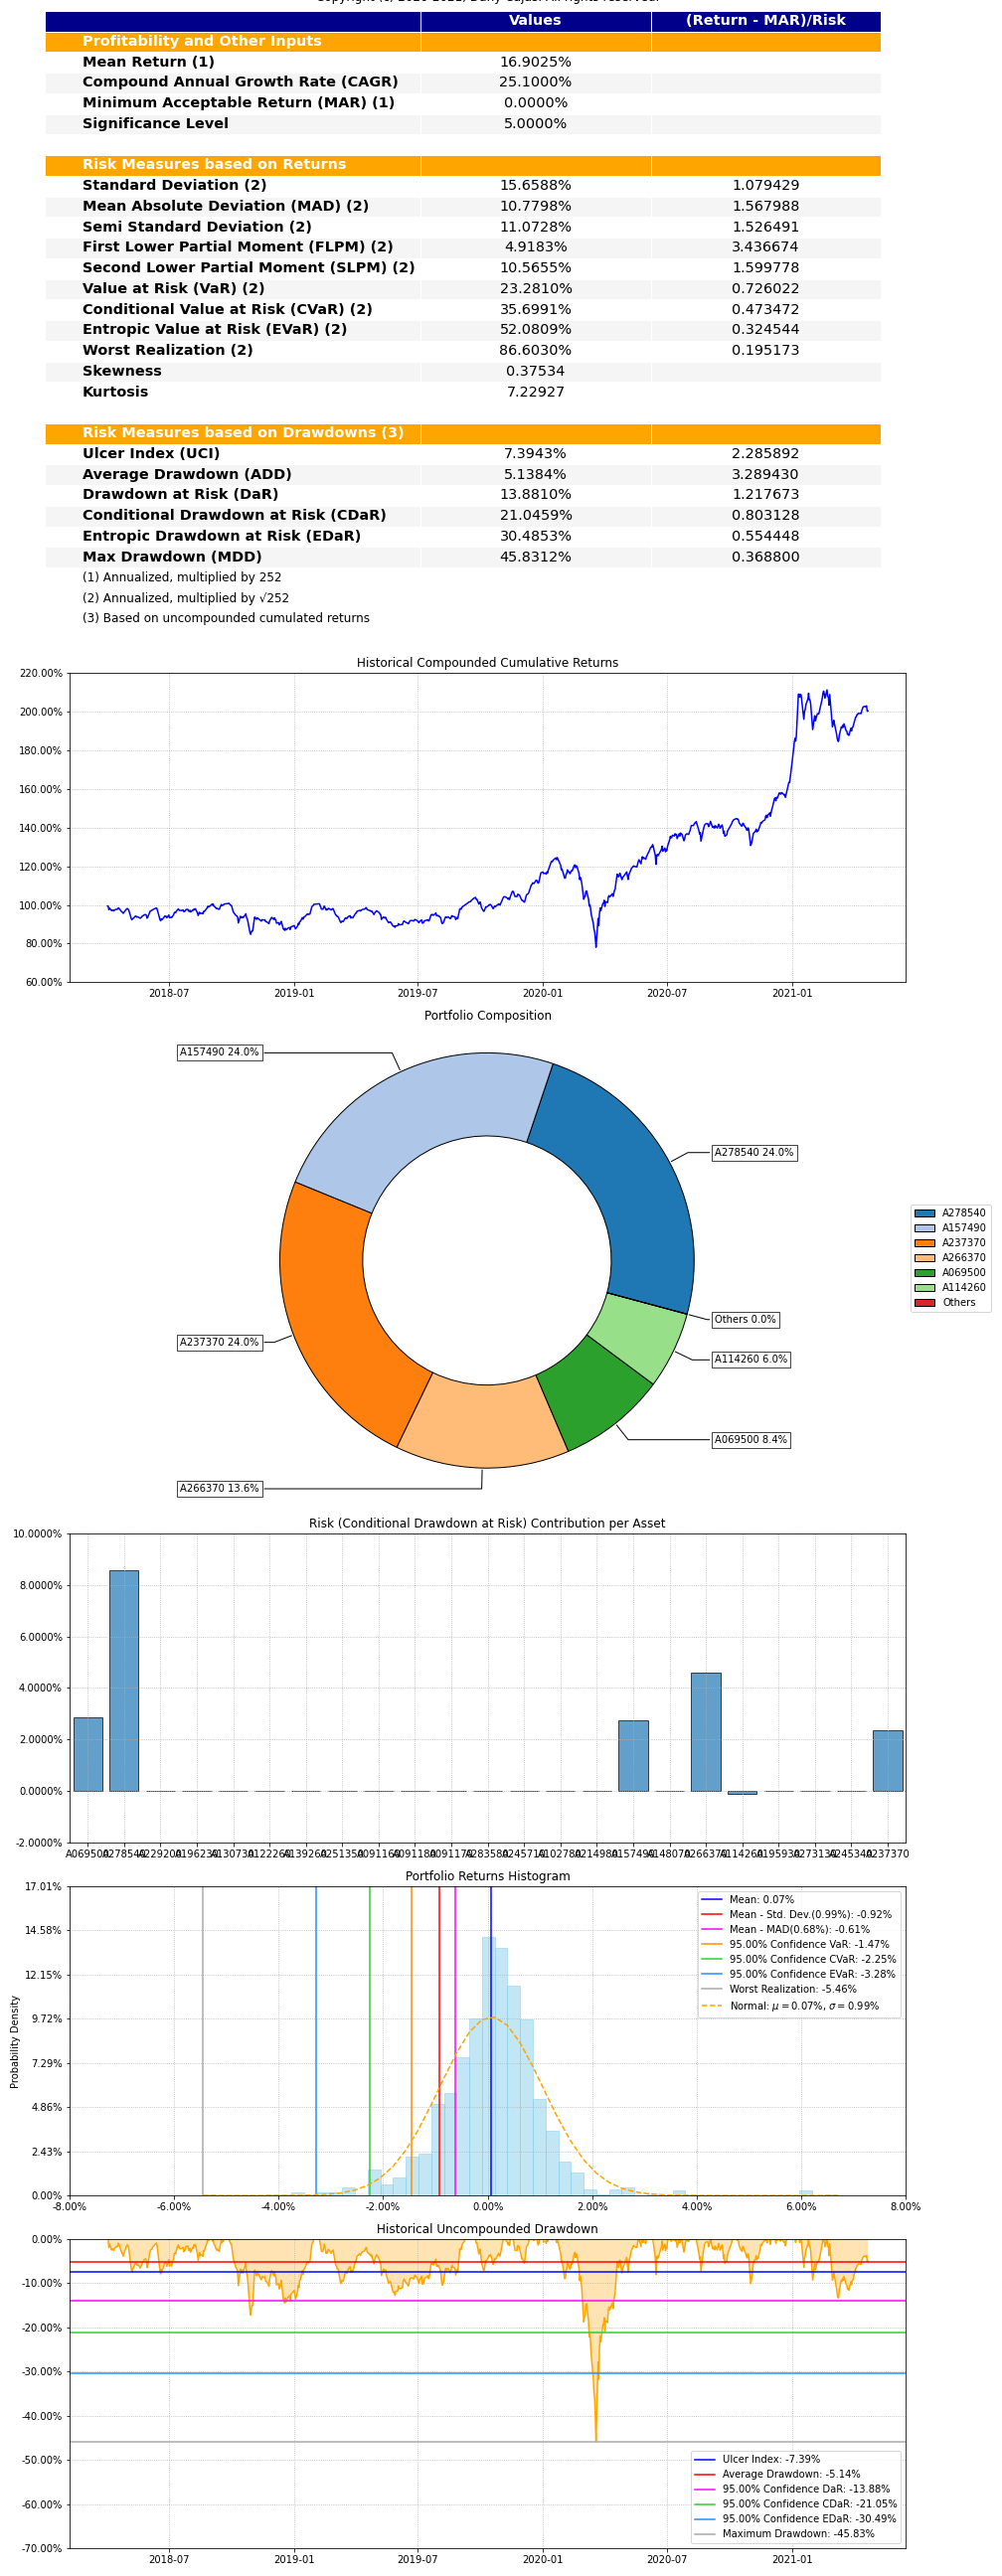 Copyright (c) 2020-2021, Dany Cajas. All rights reserved.
Values (Return - MAR)/Risk
Profitability and Other Inputs
Mean Return (1) 16.9025%
Compound Annual Growth Rate (CAGR) 25.1000%
Minimum Acceptable Return (MAR) (1) 0.0000%
Significance Level 5.0000%
Risk Measures based on Returns
Standard Deviation (2) 15.6588% 1.079429
Mean Absolute Deviation (MAD) (2) 10.7798% 1.567988
Semi Standard Deviation (2) 11.0728% 1.526491
First Lower Partial Moment (FLPM) (2) 4.9183% 3.436674
Second Lower Partial Moment (SLPM) (2) 10.5655% 1.599778
Value at Risk (VaR) (2) 23.2810% 0.726022
Conditional Value at Risk (CVaR) (2) 35.6991% 0.473472
Entropic Value at Risk (EVaR) (2) 52.0809% 0.324544
Worst Realization (2) 86.6030% 0.195173
Skewness 0.37534
Kurtosis 7.22927
Risk Measures based on Drawdowns (3)
Ulcer Index (UCI) 7.3943% 2.285892
Average Drawdown (ADD) 5.1384% 3.289430
Drawdown at Risk (DaR) 13.8810% 1.217673
Conditional Drawdown at Risk (CDaR) 21.0459% 0.803128
Entropic Drawdown at Risk (EDaR) 30.4853% 0.554448
Max Drawdown (MDD) 45.8312% 0.368800
(1) Annualized, multiplied by 252
(2) Annualized, multiplied by √252
(3) Based on uncompounded cumulated returns
Historical Compounded Cumulative Returns
220.00%
200.00%
180.00%
160.00%
140.00%
120.00%
100.00%
80.00%
60.00%
2018-07 2019-01 2019-07 2020-01 2020-07 2021-01
Portfolio Composition
A157490 24.0%
A278540 24.0%
A237370 24.0%
Others 0.0%
A114260 6.0%
A069500 8.4%
A266370 13.6%
A278540
A157490
A237370
A266370
A069500
A114260
Others
Risk (Conditional Drawdown at Risk) Contribution per Asset
10.0000%
8.0000%
6.0000%
4.0000%
2.0000%
0.0000%
-2.0000%
A237370
Portfolio Returns Histogram
Probability Density
17.01%
14.58%
12.15%
9.72%
7.29%
4.86%
2.43%
0.00%
-8.00% -6.00% -4.00% -2.00% 0.00% 2.00% 4.00% 6.00% 8.00%
Mean: 0.07%
Mean - Std. Dev.(0.99%): -0.92%
Mean - MAD(0.68%): -0.61%
95.00% Confidence VaR: -1.47%
95.00% Confidence CVaR: -2.25%
95.00% Confidence EVaR: -3.28%
Worst Realization: -5.46%
Normal: μ = 0.07%, σ = 0.99%
Historical Uncompounded Drawdown
0.00%
-10.00%
-20.00%
-30.00%
-40.00%
-50.00%
-60.00%
-70.00%
Ulcer Index: -7.39%
Average Drawdown: -5.14%
95.00% Confidence DaR: -13.88%
95.00% Confidence CDaR: -21.05%
95.00% Confidence EDaR: -30.49%
Maximum Drawdown: -45.83%
2018-07 2019-01 2019-07 2020-01 2020-07 2021-01